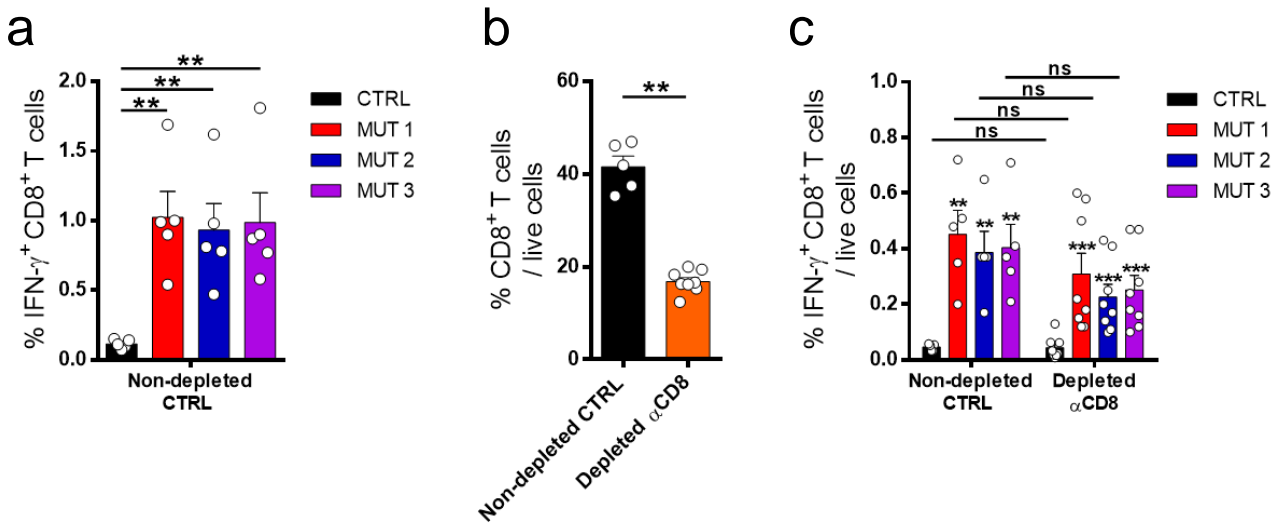 a
% IFN-γ⁺ CD8⁺ T cells
2.0
1.5
1.0
0.5
0.0
**
**
**
Non-depleted
CTRL
CTRL
MUT 1
MUT 2
MUT 3
b
% CD8⁺ T cells
/ live cells
60
40
20
0
**
Non-depleted CTRL
Depleted αCD8
c
% IFN-γ⁺ CD8⁺ T cells
/ live cells
1.0
0.8
0.6
0.4
0.2
0.0
ns
ns
ns
ns
**
**
**
***
***
***
Non-depleted
CTRL
Depleted
αCD8
CTRL
MUT 1
MUT 2
MUT 3